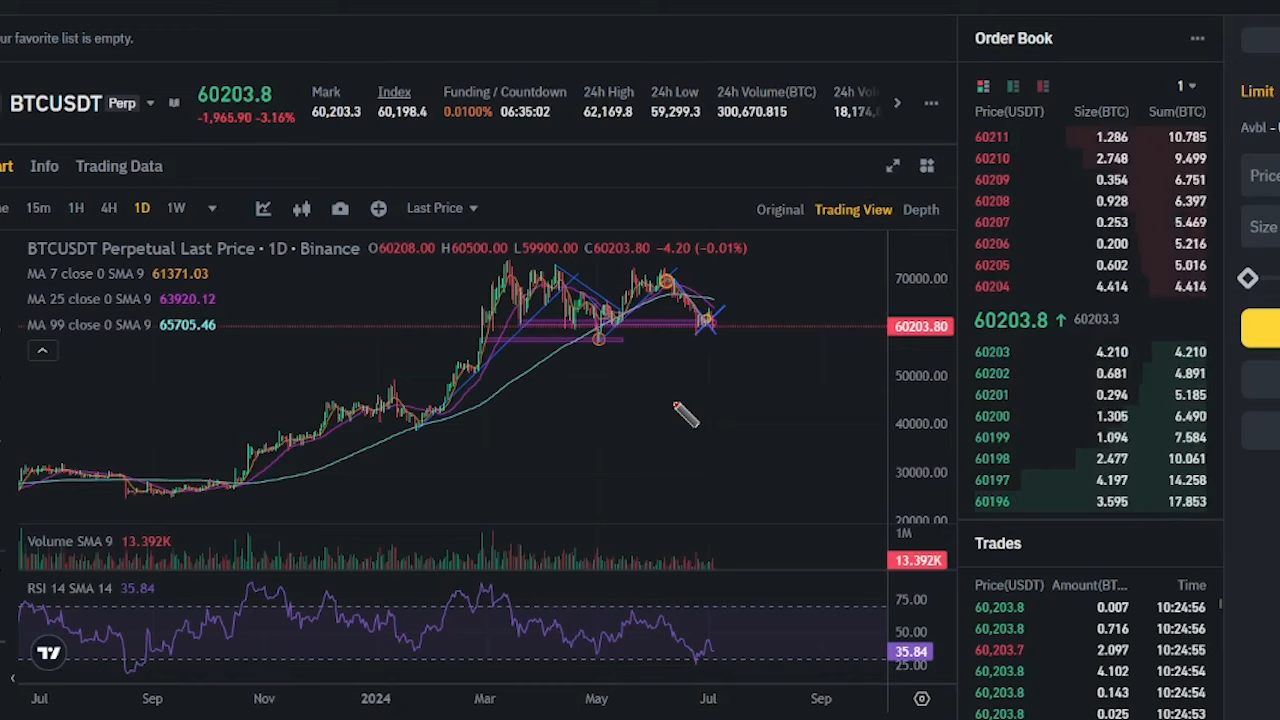 ur favorite list is empty.
BTCUSDT Perp
60203.8
-1,965.90 -3.16%
Mark
60,203.3
Index
60,198.4
Funding / Countdown
0.0100% 06:35:02
24h High
62,169.8
24h Low
59,299.3
24h Volume(BTC)
300,670.815
24h Vol
18,174,
art Info Trading Data
15m 1H 4H 1D 1W Last Price Original Trading View Depth
BTCUSDT Perpetual Last Price · 1D · Binance O60208.00 H60500.00 L59900.00 C60203.80 −4.20 (−0.01%)
MA 7 close 0 SMA 9 61371.03
MA 25 close 0 SMA 9 63920.12
MA 99 close 0 SMA 9 65705.46
70000.00
60203.80
50000.00
40000.00
30000.00
20000.00
Volume SMA 9 13.392K
1M
13.392K
RSI 14 SMA 14 35.84
75.00
50.00
35.84
25.00
Jul Sep Nov 2024 Mar May Jul Sep
Order Book
1
Price(USDT) Size(BTC) Sum(BTC)
60211 1.286 10.785
60210 2.748 9.499
60209 0.354 6.751
60208 0.928 6.397
60207 0.253 5.469
60206 0.200 5.216
60205 0.602 5.016
60204 4.414 4.414
60203.8 ↑ 60203.3
60203 4.210 4.210
60202 0.681 4.891
60201 0.294 5.185
60200 1.305 6.490
60199 1.094 7.584
60198 2.477 10.061
60197 4.197 14.258
60196 3.595 17.853
Trades
Price(USDT) Amount(BT... Time
60,203.8 0.007 10:24:56
60,203.8 0.716 10:24:56
60,203.7 2.097 10:24:55
60,203.8 4.102 10:24:54
60,203.8 0.143 10:24:54
60,203.8 0.025 10:24:53
Limit
Avbl -
Price
Size